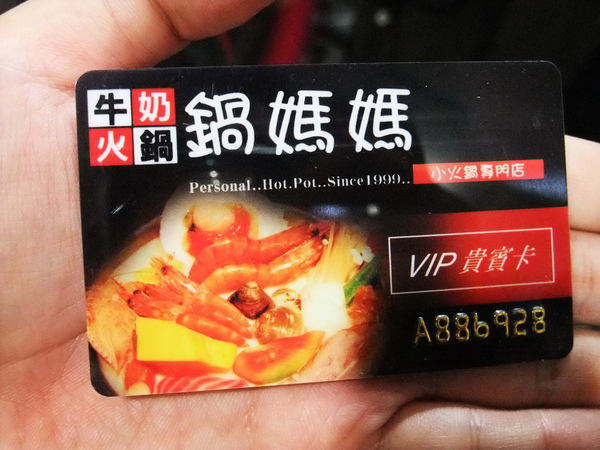 牛奶
火鍋
鍋媽媽
Personal..Hot.Pot..Since1999..
小火鍋專門店
VIP 貴賓卡
A886928